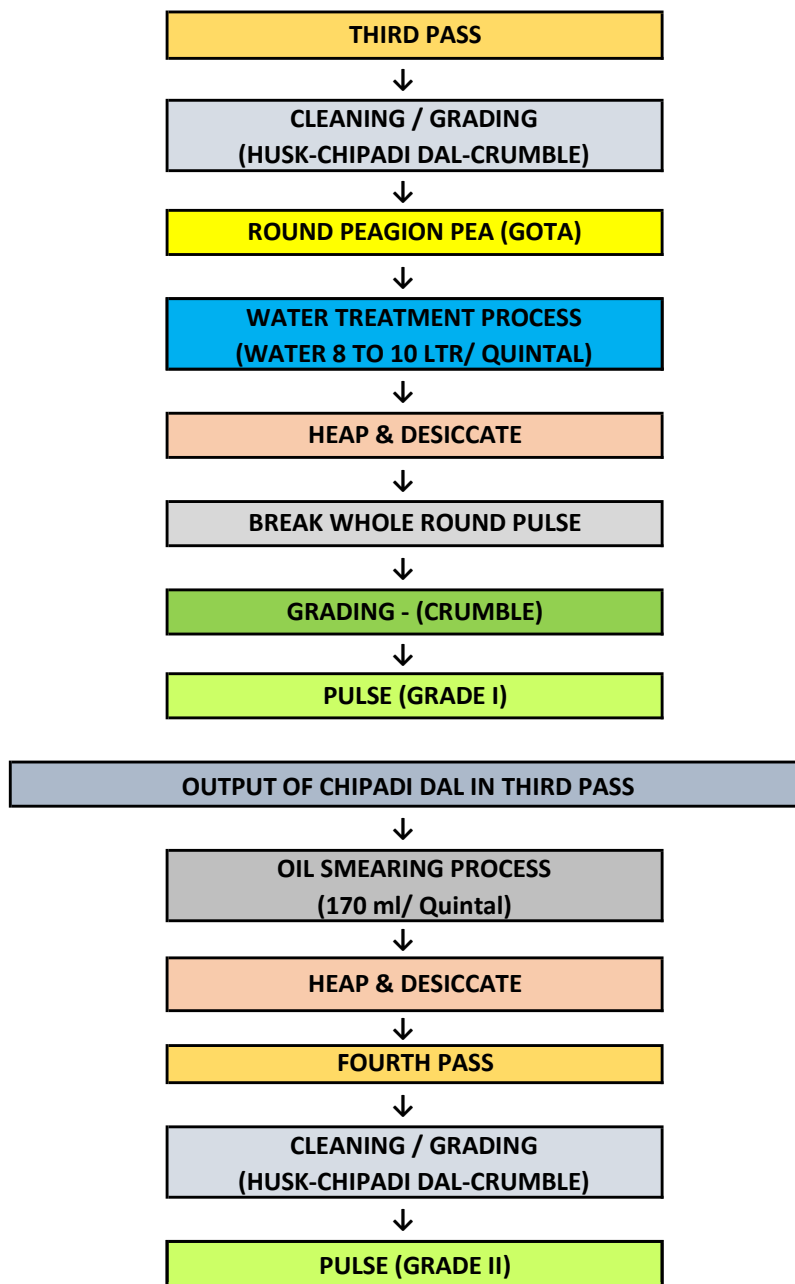 THIRD PASS
↓
CLEANING / GRADING
(HUSK-CHIPADI DAL-CRUMBLE)
↓
ROUND PEAGION PEA (GOTA)
↓
WATER TREATMENT PROCESS
(WATER 8 TO 10 LTR/ QUINTAL)
↓
HEAP & DESICCATE
↓
BREAK WHOLE ROUND PULSE
↓
GRADING - (CRUMBLE)
↓
PULSE (GRADE I)
OUTPUT OF CHIPADI DAL IN THIRD PASS
↓
OIL SMEARING PROCESS
(170 ml/ Quintal)
↓
HEAP & DESICCATE
↓
FOURTH PASS
↓
CLEANING / GRADING
(HUSK-CHIPADI DAL-CRUMBLE)
↓
PULSE (GRADE II)